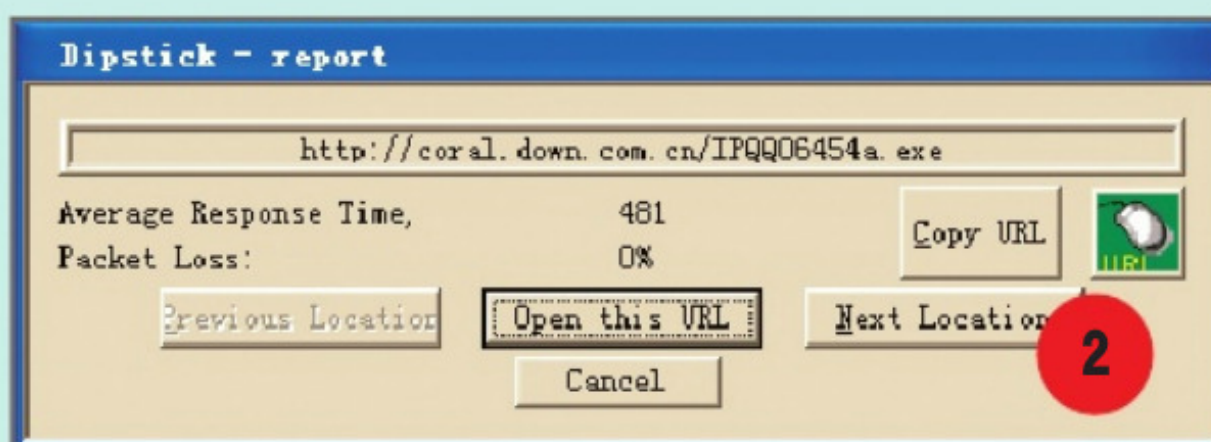 Dipstick - report
http://coral.down.com.cn/IPQQ06454a.exe
Average Response Time, 481
Packet Loss: 0%
Copy URL
URL
Previous Location Open this URL Next Location
2
Cancel